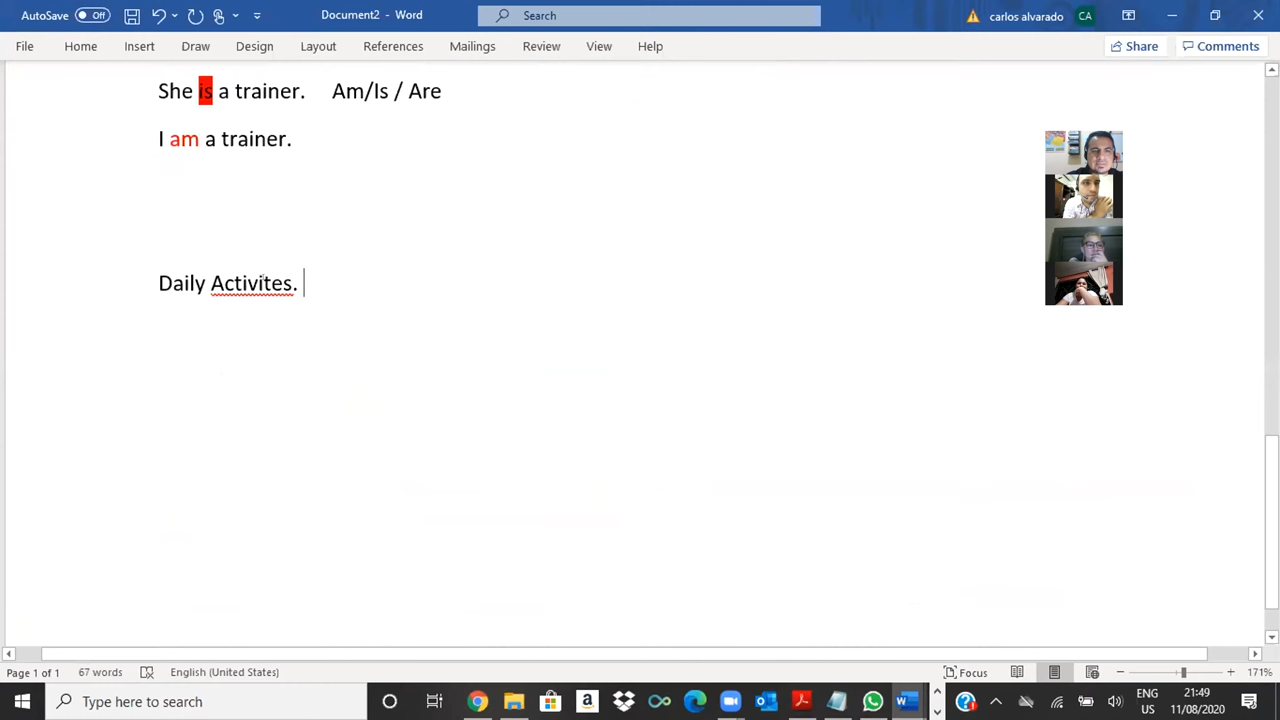 AutoSave Off Document2 - Word Search carlos alvarado CA
File Home Insert Draw Design Layout References Mailings Review View Help Share Comments
She is a trainer. Am/Is / Are
I am a trainer.
Daily Activites.
Page 1 of 1 67 words English (United States) Focus 171%
Type here to search ENG 21:49
US 11/08/2020